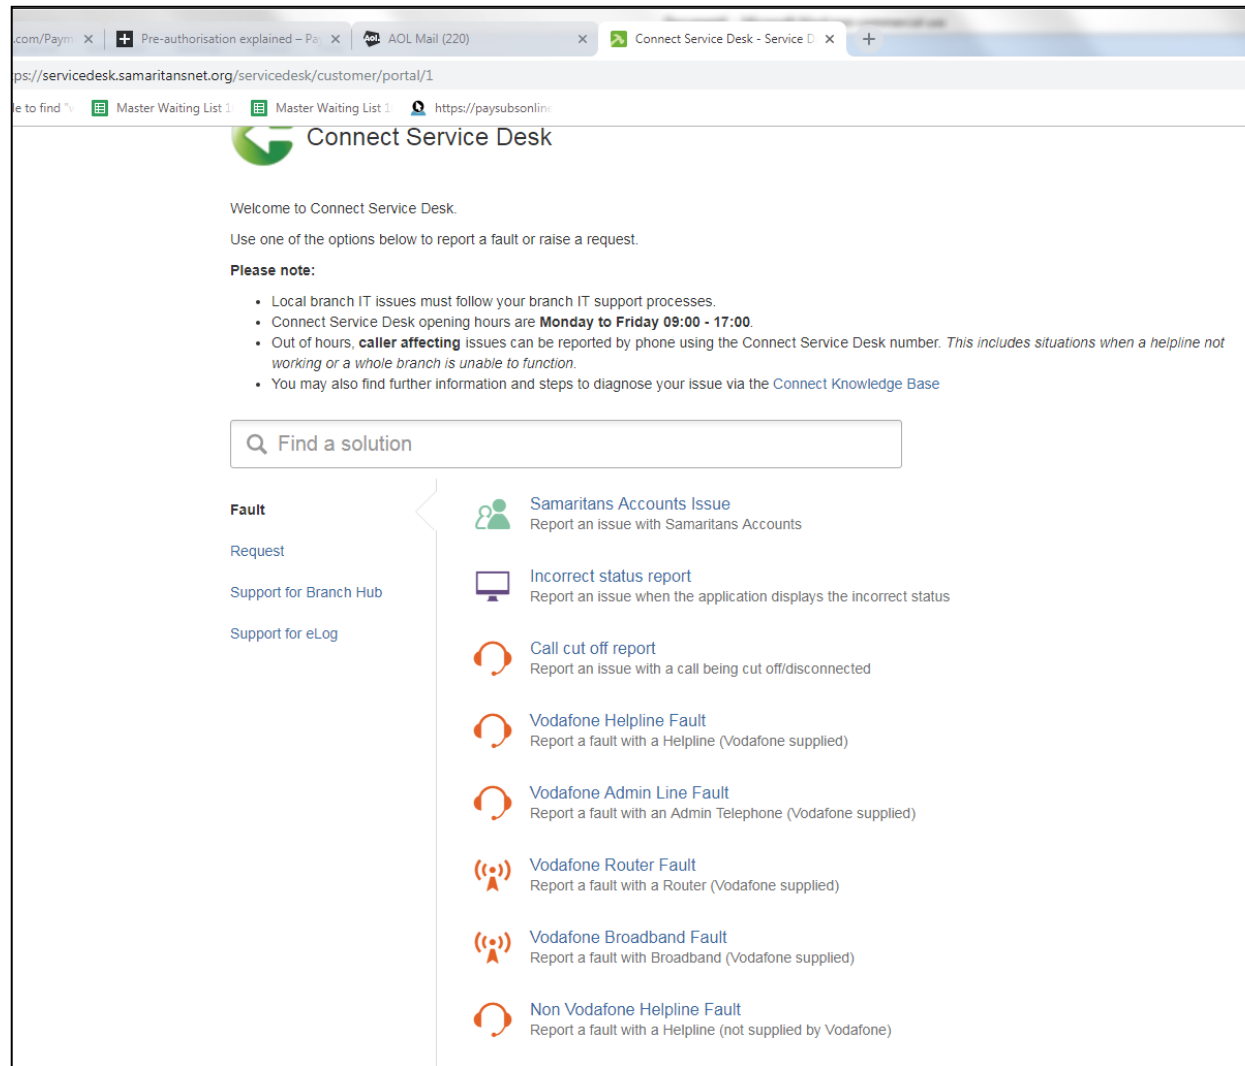 .com/Paym
Pre-authorisation explained – Pa
AOL Mail (220)
Connect Service Desk - Service D
ps://servicedesk.samaritansnet.org/servicedesk/customer/portal/1
le to find "v
Master Waiting List 1
Master Waiting List 1
https://paysubsonline
Connect Service Desk
Welcome to Connect Service Desk.
Use one of the options below to report a fault or raise a request.
Please note:
• Local branch IT issues must follow your branch IT support processes.
• Connect Service Desk opening hours are Monday to Friday 09:00 - 17:00.
• Out of hours, caller affecting issues can be reported by phone using the Connect Service Desk number. This includes situations when a helpline not
working or a whole branch is unable to function.
• You may also find further information and steps to diagnose your issue via the Connect Knowledge Base
Find a solution
Fault
Request
Support for Branch Hub
Support for eLog
Samaritans Accounts Issue
Report an issue with Samaritans Accounts
Incorrect status report
Report an issue when the application displays the incorrect status
Call cut off report
Report an issue with a call being cut off/disconnected
Vodafone Helpline Fault
Report a fault with a Helpline (Vodafone supplied)
Vodafone Admin Line Fault
Report a fault with an Admin Telephone (Vodafone supplied)
Vodafone Router Fault
Report a fault with a Router (Vodafone supplied)
Vodafone Broadband Fault
Report a fault with Broadband (Vodafone supplied)
Non Vodafone Helpline Fault
Report a fault with a Helpline (not supplied by Vodafone)